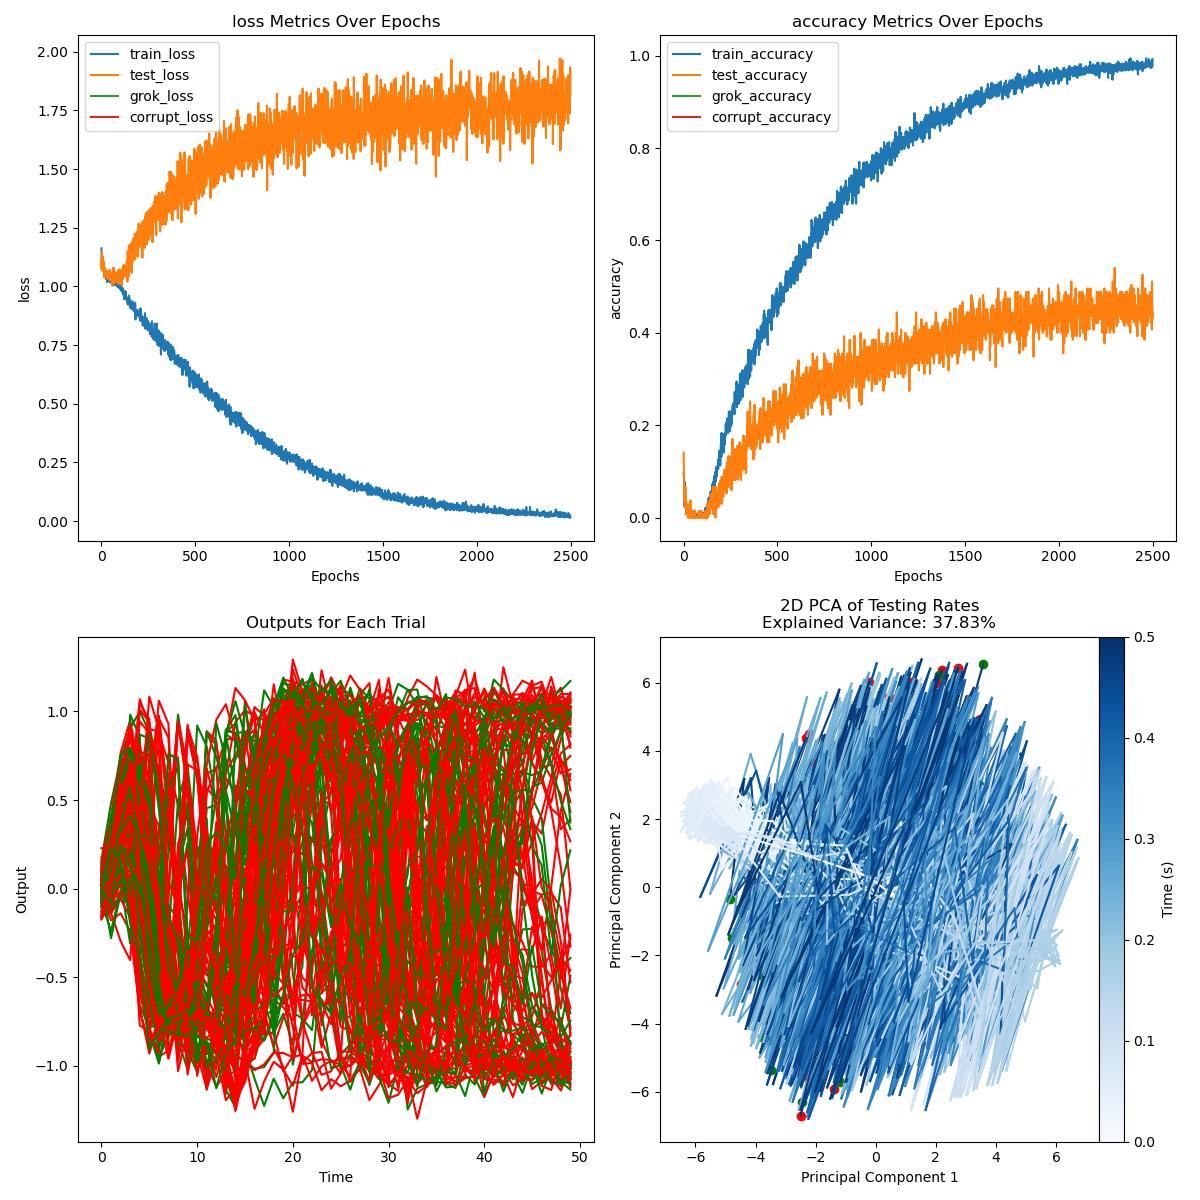 loss Metrics Over Epochs
train_loss
test_loss
grok_loss
corrupt_loss
2.00
1.75
1.50
1.25
1.00
0.75
0.50
0.25
0.00
loss
0 500 1000 1500 2000 2500
Epochs
accuracy Metrics Over Epochs
train_accuracy
test_accuracy
grok_accuracy
corrupt_accuracy
1.0
0.8
0.6
0.4
0.2
0.0
accuracy
0 500 1000 1500 2000 2500
Epochs
Outputs for Each Trial
1.0
0.5
0.0
−0.5
−1.0
Output
0 10 20 30 40 50
Time
2D PCA of Testing Rates
Explained Variance: 37.83%
6
4
2
0
−2
−4
−6
Principal Component 2
−6 −4 −2 0 2 4 6
Principal Component 1
0.5
0.4
0.3
0.2
0.1
0.0
Time (s)